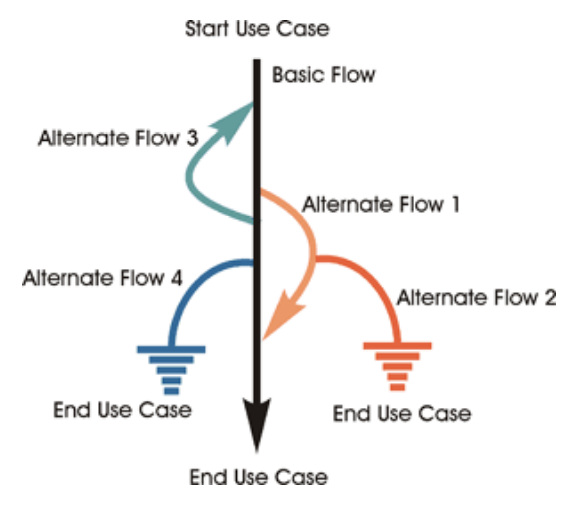 Start Use Case
Basic Flow
Alternate Flow 3
Alternate Flow 1
Alternate Flow 4
Alternate Flow 2
End Use Case
End Use Case
End Use Case